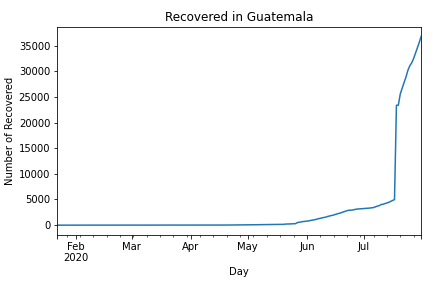 Recovered in Guatemala
Number of Recovered
35000
30000
25000
20000
15000
10000
5000
0
Feb
2020
Mar
Apr
May
Jun
Jul
Day